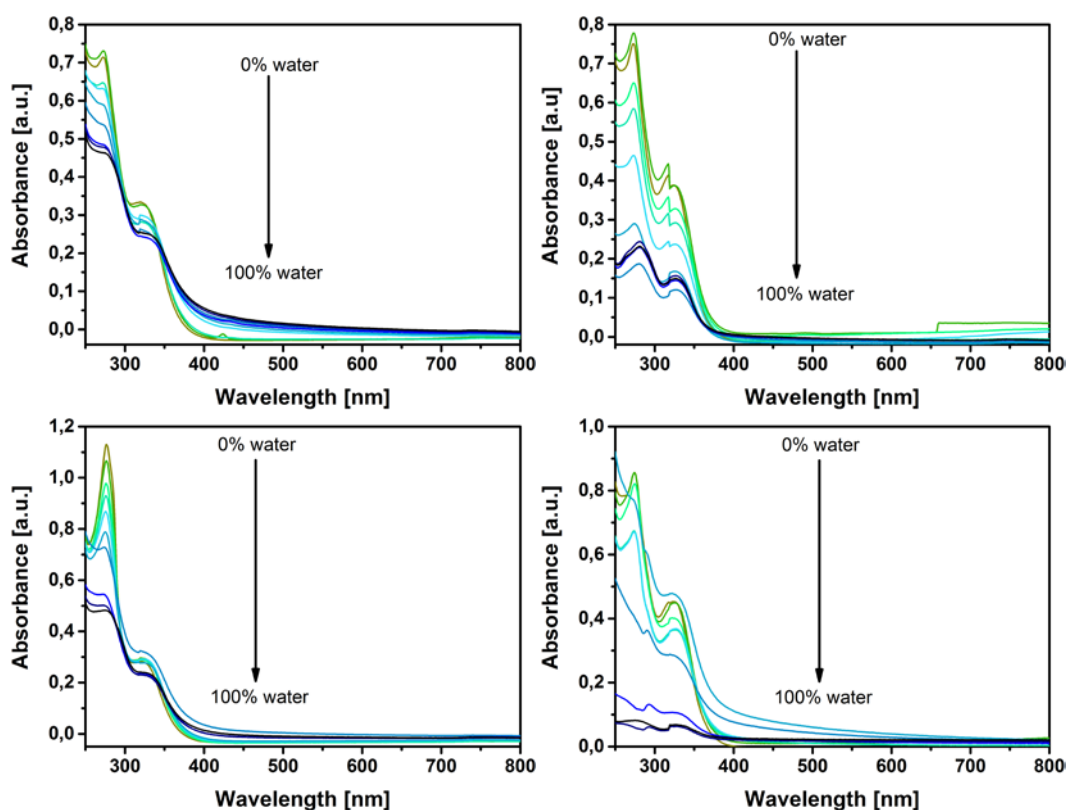 0,8
0,7
0,6
0,5
0,4
0,3
0,2
0,1
0,0
Absorbance [a.u.]
0% water
100% water
300 400 500 600 700 800
Wavelength [nm]
0,8
0,7
0,6
0,5
0,4
0,3
0,2
0,1
0,0
Absorbance [a.u]
0% water
100% water
300 400 500 600 700 800
Wavelength [nm]
1,2
1,0
0,8
0,6
0,4
0,2
0,0
Absorbance [a.u.]
0% water
100% water
300 400 500 600 700 800
Wavelength [nm]
1,0
0,8
0,6
0,4
0,2
0,0
Absorbance [a.u.]
0% water
100% water
300 400 500 600 700 800
Wavelength [nm]